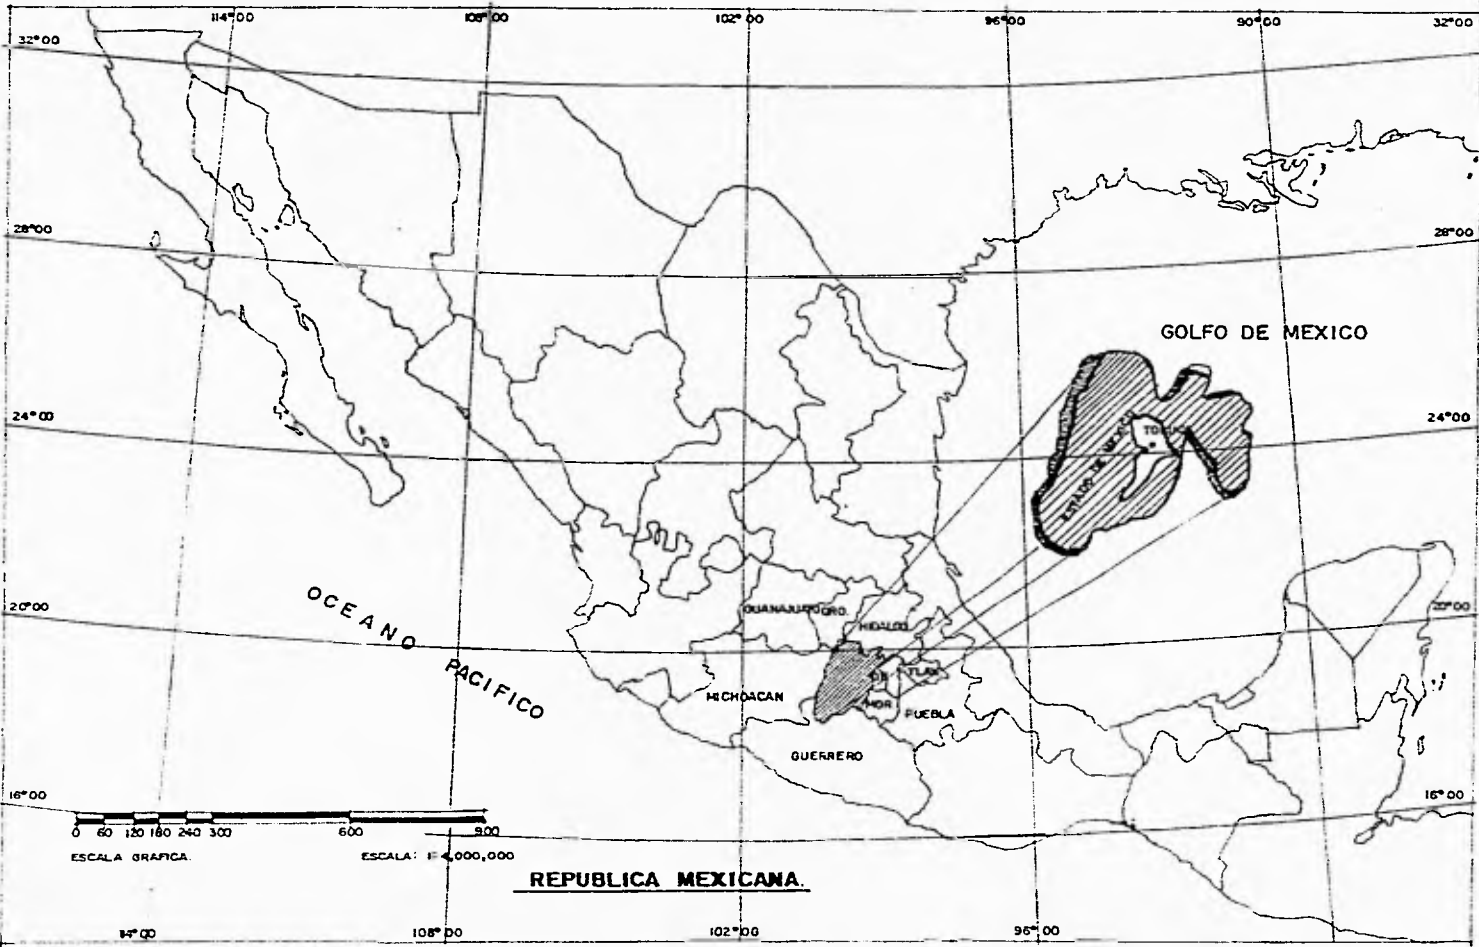 114°00
108°00
102°00
96°00
90°00
32°00
32°00
28°00
28°00
GOLFO DE MEXICO
24°00
24°00
TOLUCA
ESTADO DE MEXICO
20°00
20°00
OCEANO PACIFICO
GUANAJUATO
QRO.
HIDALGO
TLAX.
MICHOACAN
MOR
PUEBLA
GUERRERO
16°00
16°00
0 60 120 180 240 300 600 900
ESCALA GRAFICA.
ESCALA: 1=4,000,000
REPUBLICA MEXICANA.
114°00
108°00
102°00
96°00